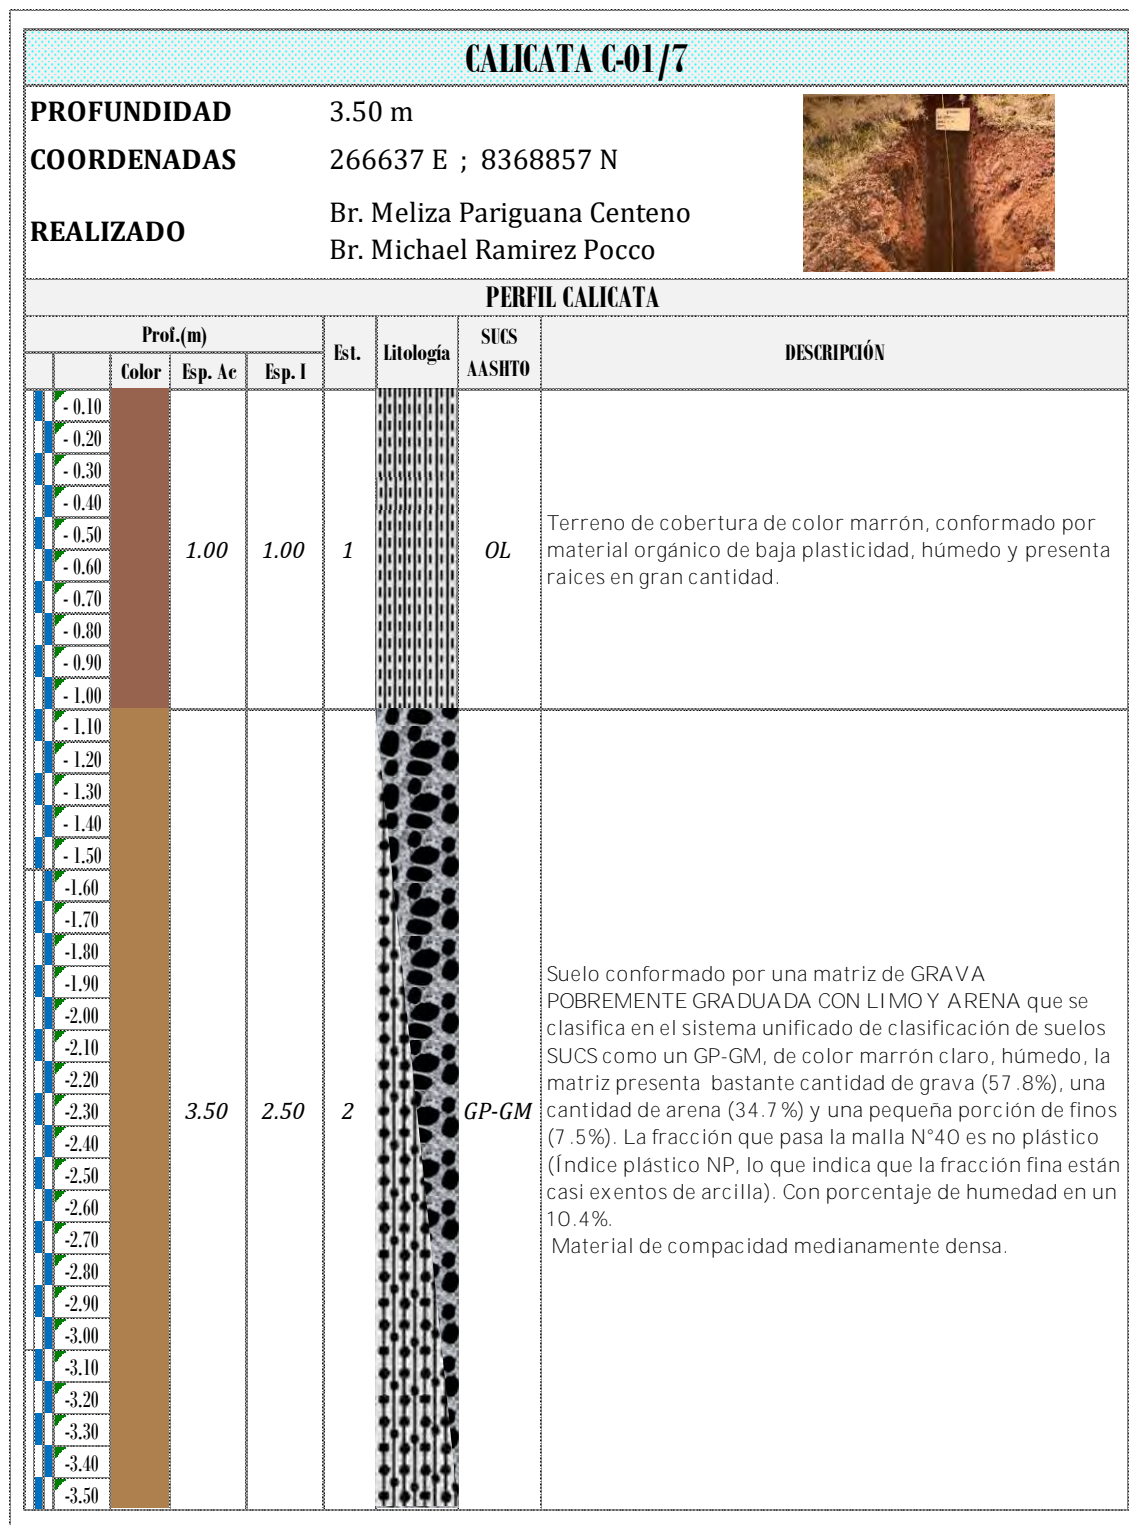 CALICATA C-01/7
PROFUNDIDAD 3.50 m
COORDENADAS 266637 E ; 8368857 N
REALIZADO
Br. Meliza Pariguana Centeno
Br. Michael Ramirez Pocco
PERFIL CALICATA
Prof.(m) Est. Litología SUCS AASHTO DESCRIPCIÓN
Color Esp. Ac Esp. I
- 0.10
- 0.20
- 0.30
- 0.40
- 0.50
- 0.60
- 0.70
- 0.80
- 0.90
- 1.00
1.00 1.00 1 OL
Terreno de cobertura de color marrón, conformado por
material orgánico de baja plasticidad, húmedo y presenta
raices en gran cantidad.
- 1.10
- 1.20
- 1.30
- 1.40
- 1.50
-1.60
-1.70
-1.80
-1.90
-2.00
-2.10
-2.20
-2.30
-2.40
-2.50
-2.60
-2.70
-2.80
-2.90
-3.00
-3.10
-3.20
-3.30
-3.40
-3.50
3.50 2.50 2 GP-GM
Suelo conformado por una matriz de GRAVA
POBREMENTE GRADUADA CON LIMO Y ARENA que se
clasifica en el sistema unificado de clasificación de suelos
SUCS como un GP-GM, de color marrón claro, húmedo, la
matriz presenta bastante cantidad de grava (57.8%), una
cantidad de arena (34.7%) y una pequeña porción de finos
(7.5%). La fracción que pasa la malla N°40 es no plástico
(Índice plástico NP, lo que indica que la fracción fina están
casi exentos de arcilla). Con porcentaje de humedad en un
10.4%.
Material de compacidad medianamente densa.